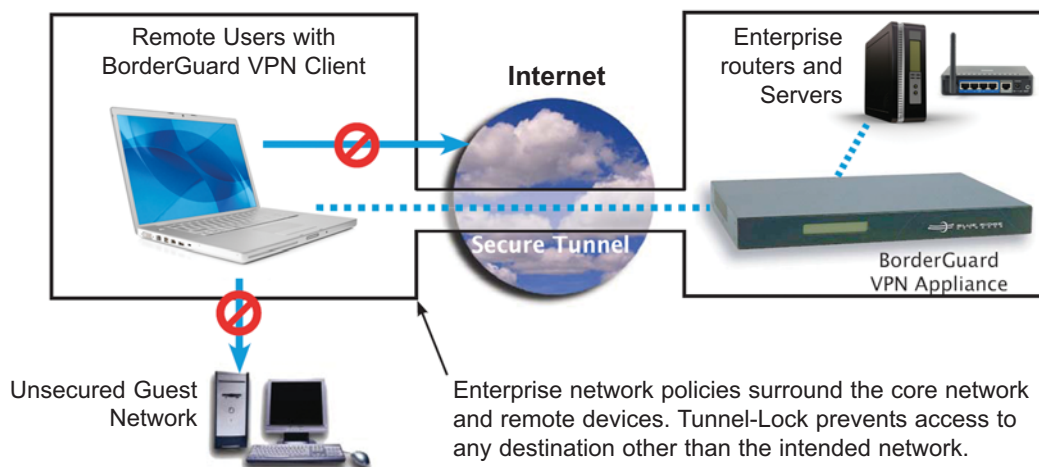 Remote Users with
BorderGuard VPN Client
Internet
Enterprise
routers and
Servers
Secure Tunnel
BLUE RIDGE
BorderGuard
VPN Appliance
Unsecured Guest
Network
Enterprise network policies surround the core network
and remote devices. Tunnel-Lock prevents access to
any destination other than the intended network.